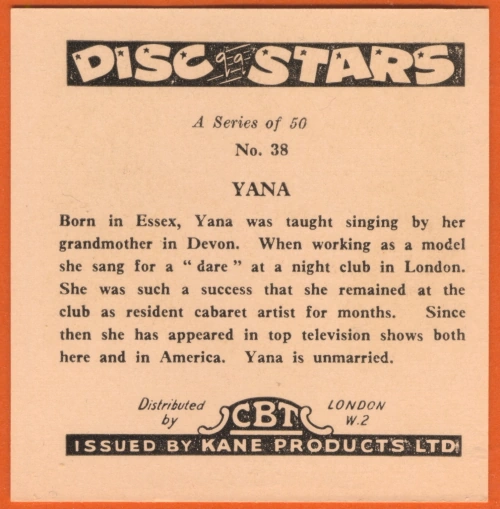 DISC STARS
A Series of 50
No. 38
YANA
Born in Essex, Yana was taught singing by her
grandmother in Devon. When working as a model
she sang for a “ dare ” at a night club in London.
She was such a success that she remained at the
club as resident cabaret artist for months. Since
then she has appeared in top television shows both
here and in America. Yana is unmarried.
Distributed by CBT LONDON W.2
ISSUED BY KANE PRODUCTS LTD